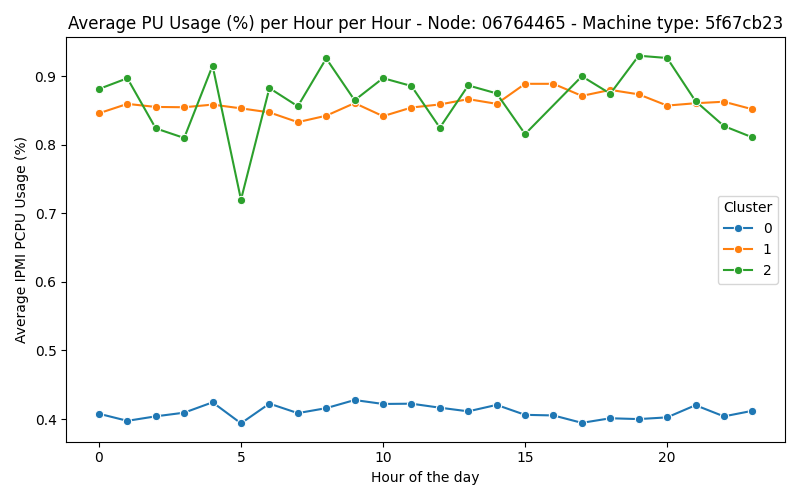 Average PU Usage (%) per Hour per Hour - Node: 06764465 - Machine type: 5f67cb23
Average IPMI PCPU Usage (%)
0.9
0.8
0.7
0.6
0.5
0.4
Cluster
0
1
2
0 5 10 15 20
Hour of the day